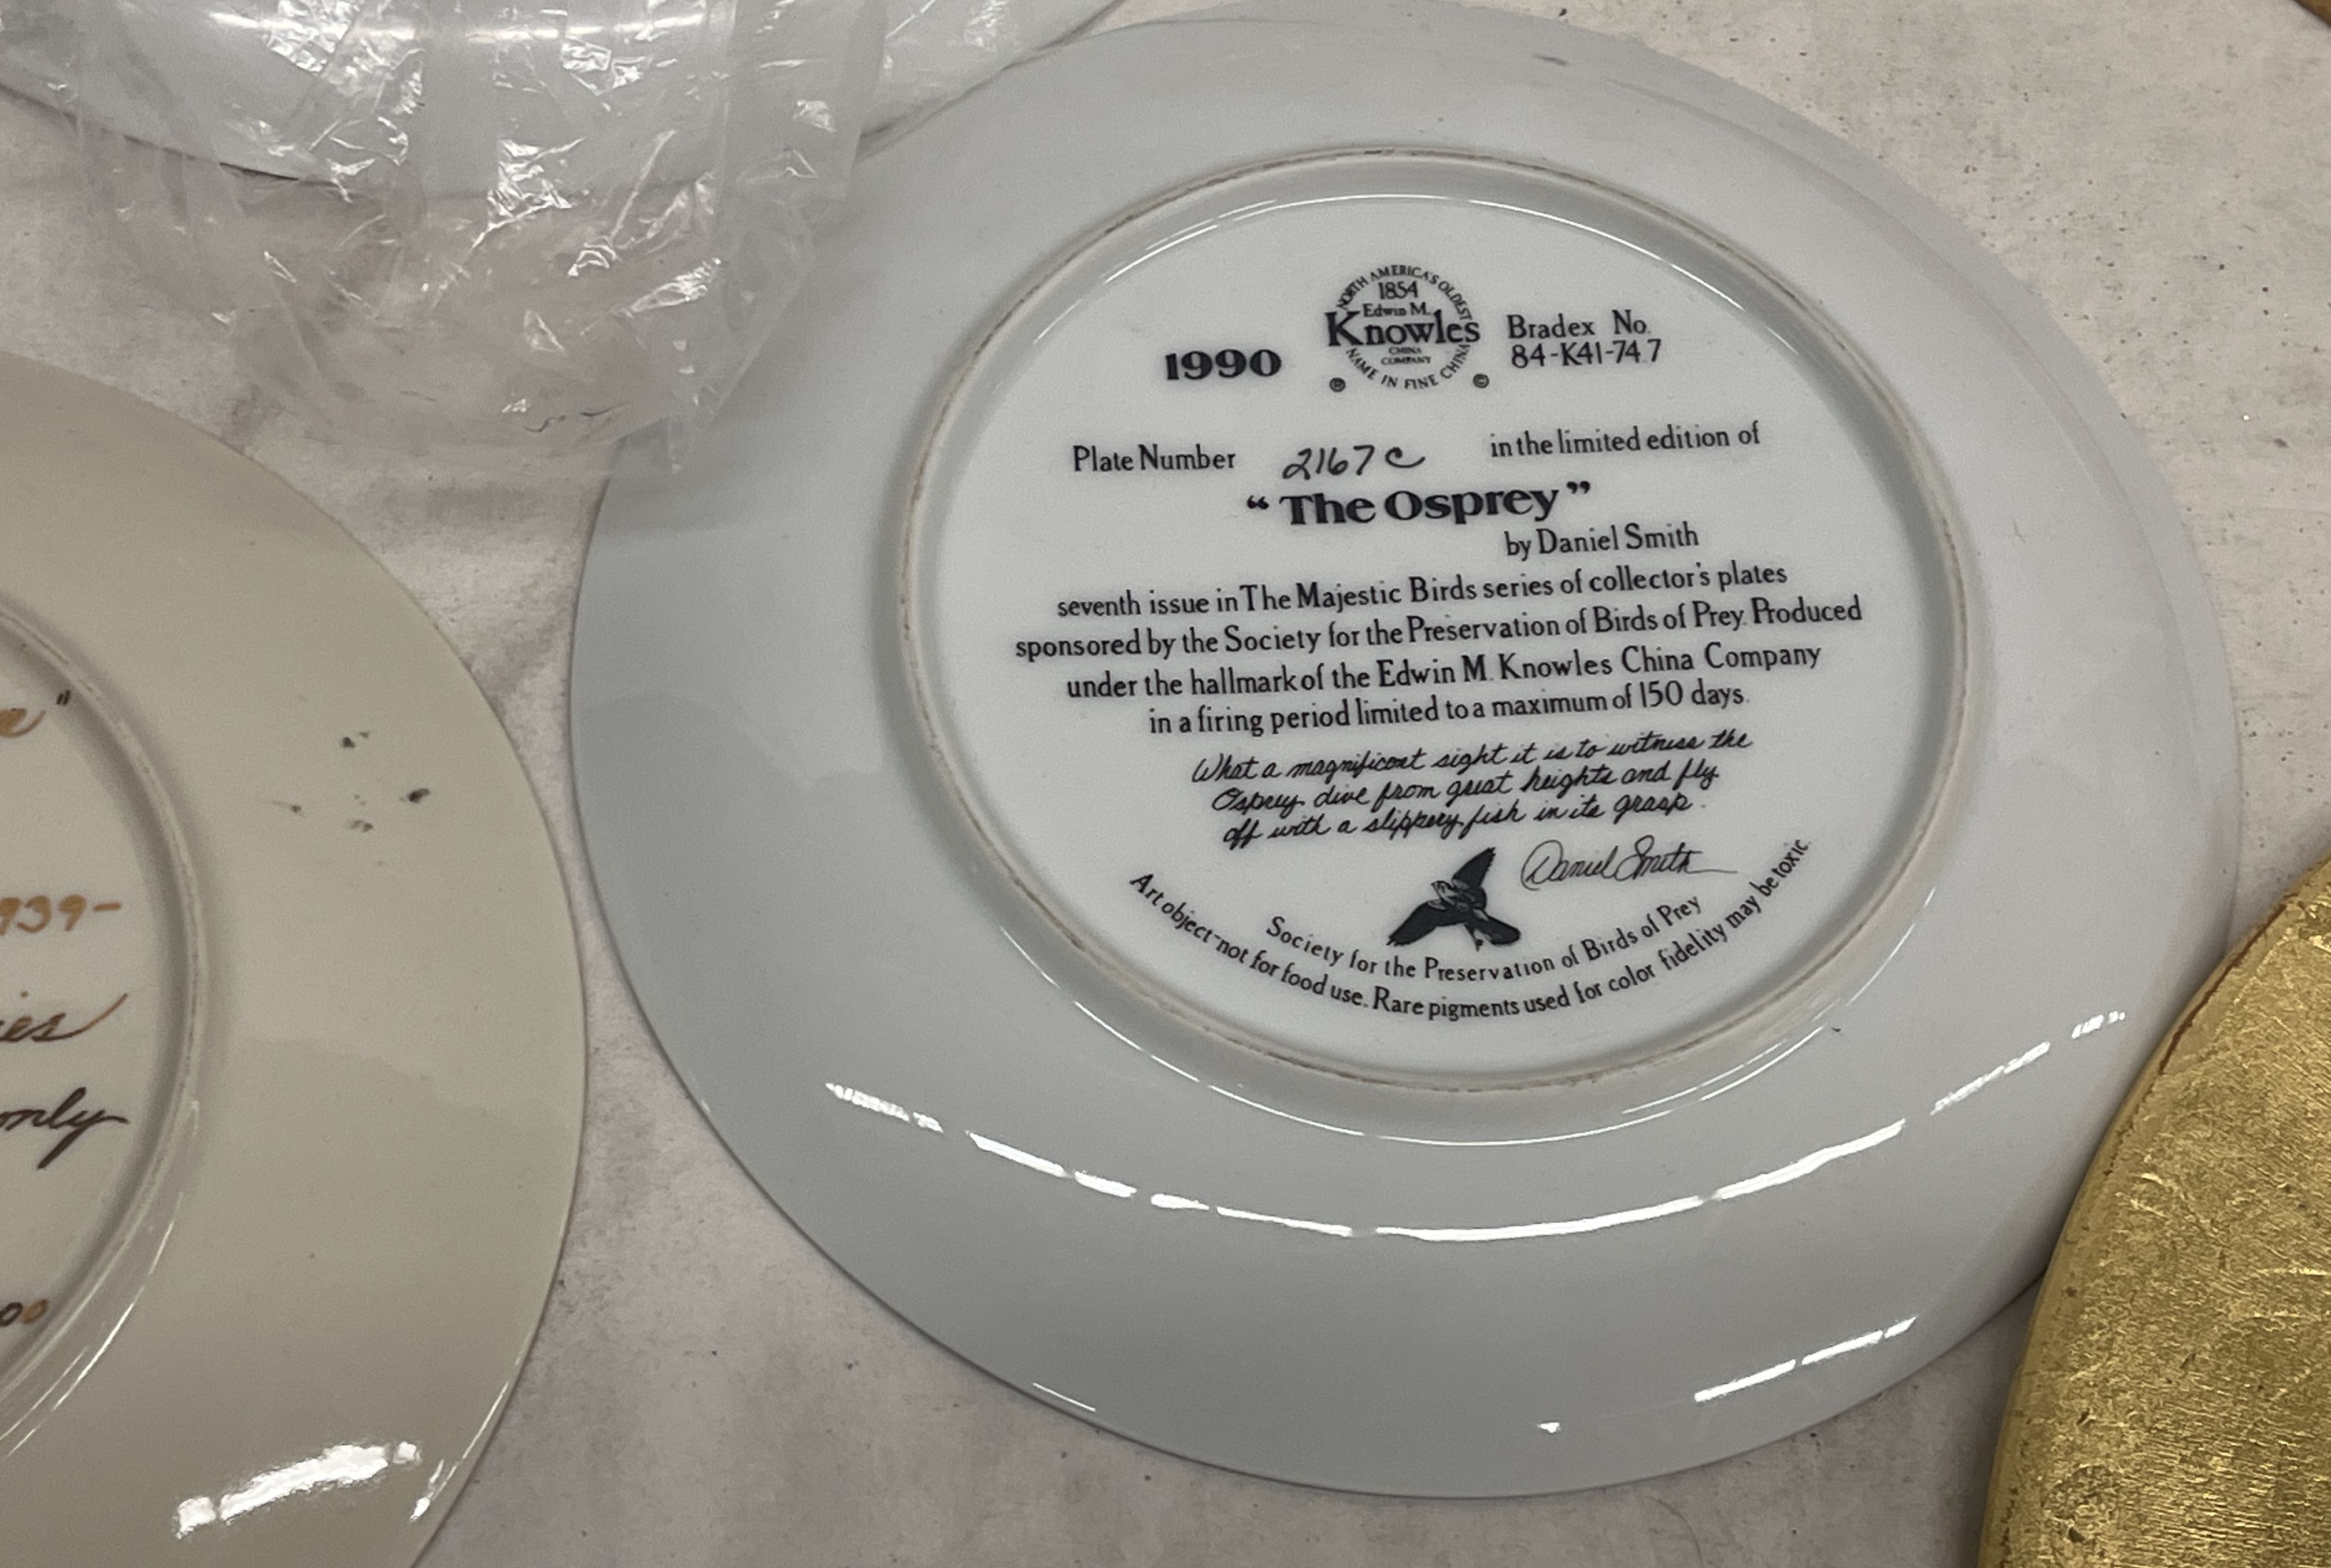 NORTH AMERICA'S OLDEST
1854
Edwin M.
Knowles
CHINA
COMPANY
NAME IN FINE CHINA
® ©
1990
Bradex No.
84-K41-74.7
Plate Number 2167C in the limited edition of
“The Osprey”
by Daniel Smith
seventh issue in The Majestic Birds series of collector's plates
sponsored by the Society for the Preservation of Birds of Prey. Produced
under the hallmark of the Edwin M. Knowles China Company
in a firing period limited to a maximum of 150 days.
What a magnificent sight it is to witness the
Osprey dive from great heights and fly
off with a slippery fish in its grasp.
Daniel Smith
Society for the Preservation of Birds of Prey
Art object-not for food use. Rare pigments used for color fidelity may be toxic.
939-
only
00